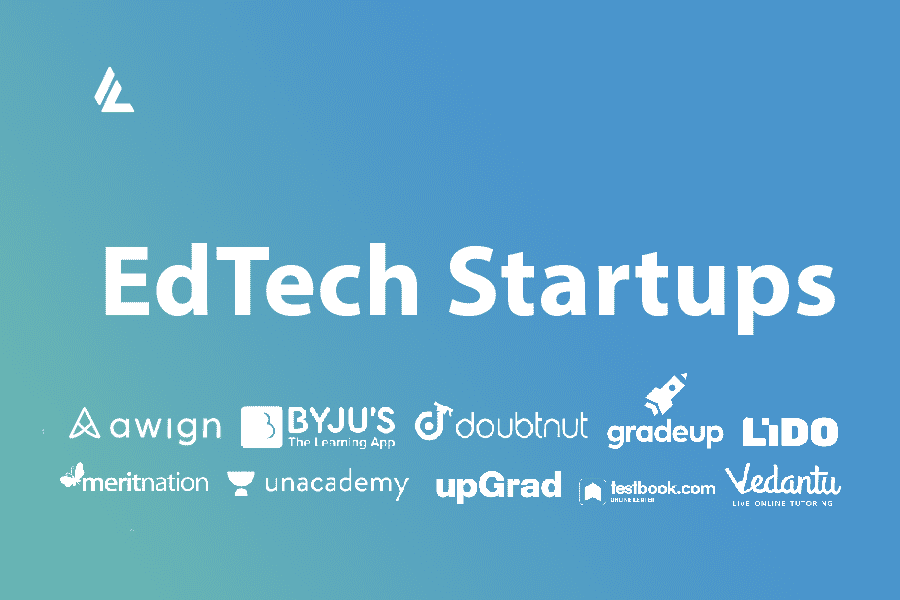 EdTech Startups
awign BYJU'S doubtnut gradeup LIDO
The Learning App
meritnation unacademy upGrad testbook.com Vedantu
LIVE ONLINE TUTORING